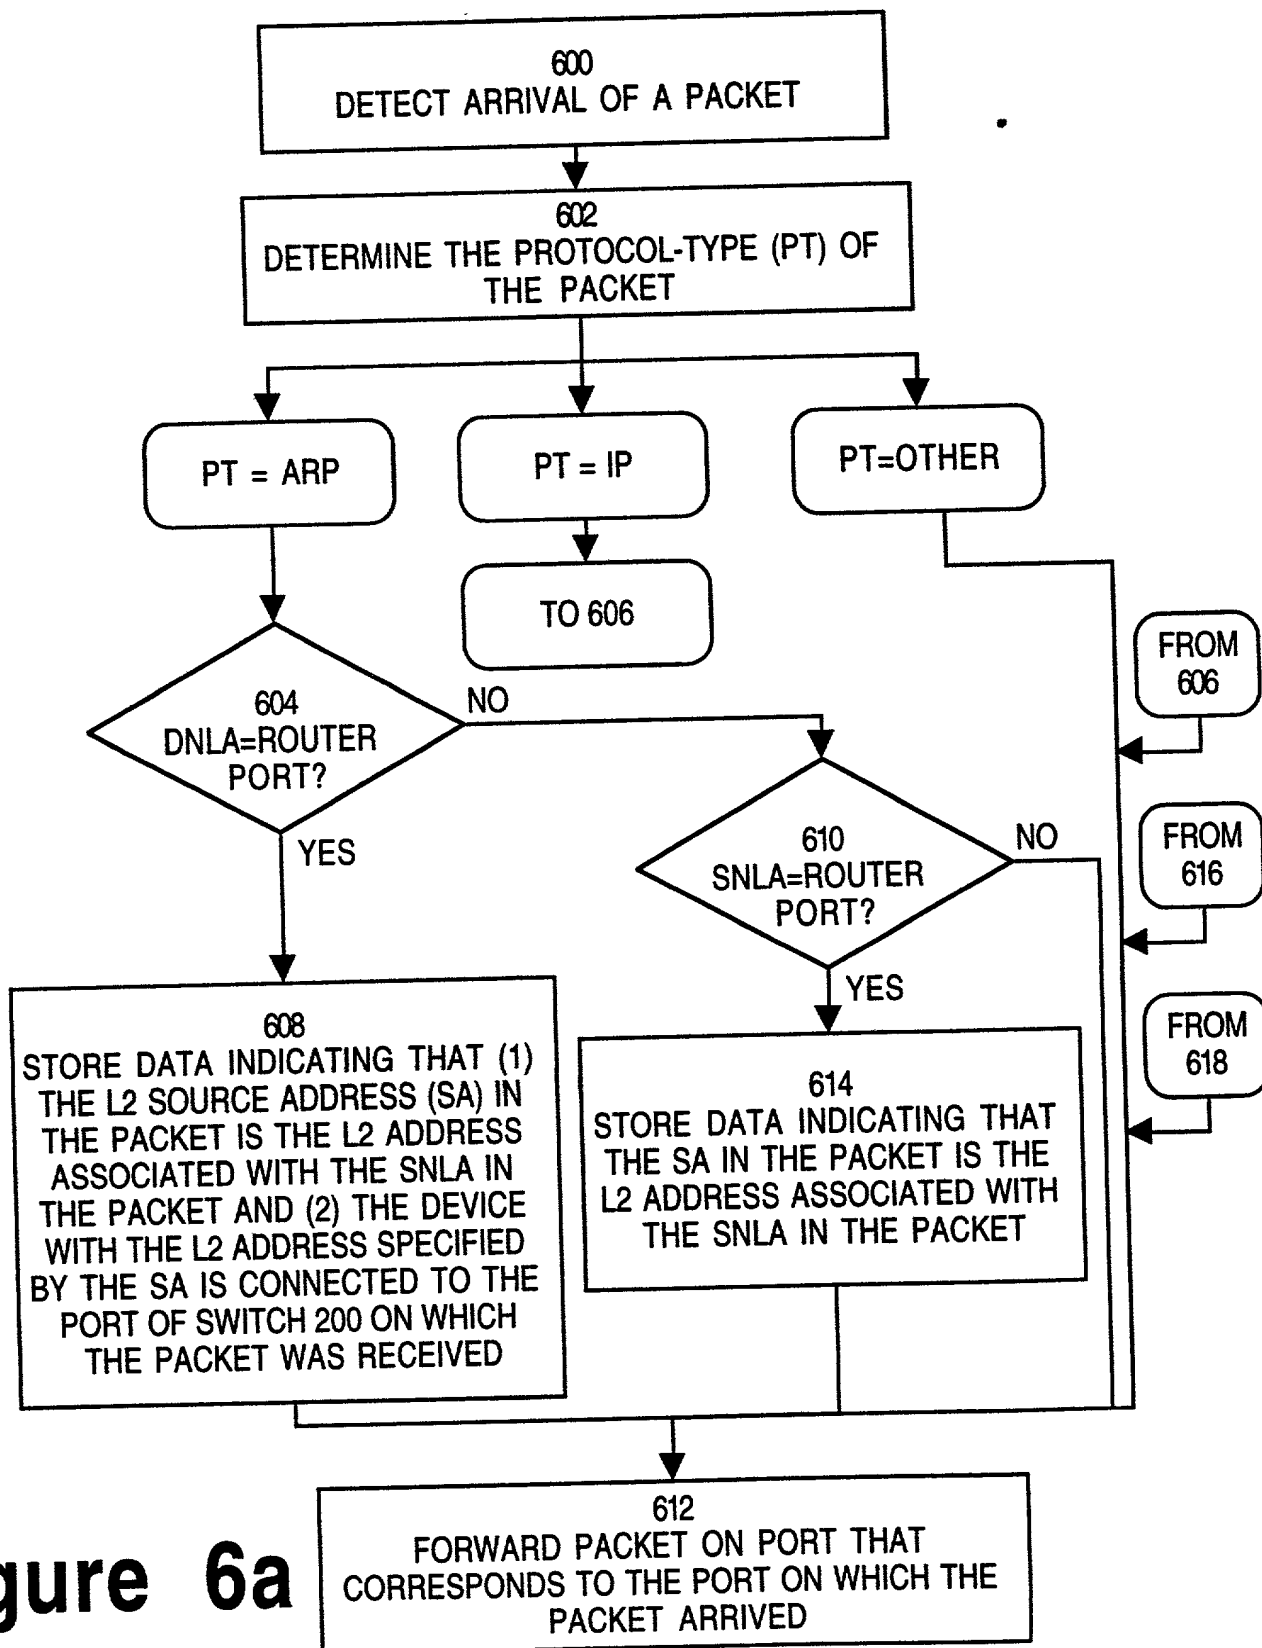 600
DETECT ARRIVAL OF A PACKET
602
DETERMINE THE PROTOCOL-TYPE (PT) OF
THE PACKET
PT = ARP
PT = IP
PT=OTHER
TO 606
FROM
606
604
DNLA=ROUTER
PORT?
NO
YES
610
SNLA=ROUTER
PORT?
NO
YES
FROM
616
FROM
618
608
STORE DATA INDICATING THAT (1)
THE L2 SOURCE ADDRESS (SA) IN
THE PACKET IS THE L2 ADDRESS
ASSOCIATED WITH THE SNLA IN
THE PACKET AND (2) THE DEVICE
WITH THE L2 ADDRESS SPECIFIED
BY THE SA IS CONNECTED TO THE
PORT OF SWITCH 200 ON WHICH
THE PACKET WAS RECEIVED
614
STORE DATA INDICATING THAT
THE SA IN THE PACKET IS THE
L2 ADDRESS ASSOCIATED WITH
THE SNLA IN THE PACKET
612
FORWARD PACKET ON PORT THAT
CORRESPONDS TO THE PORT ON WHICH THE
PACKET ARRIVED
gure 6a